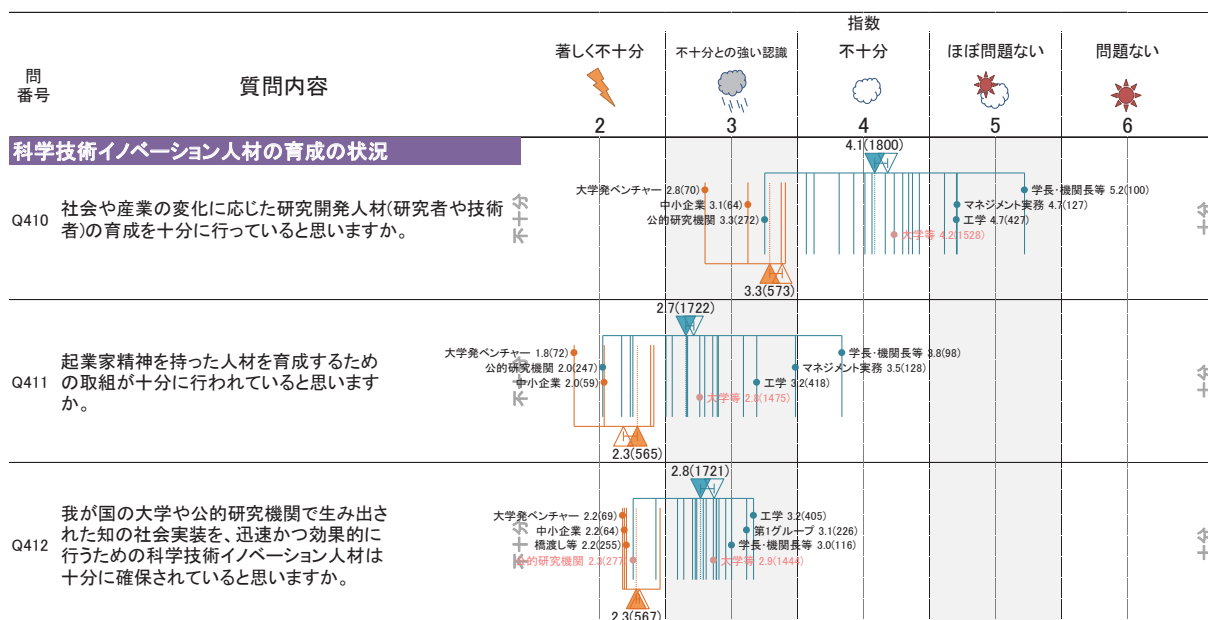 指数
著しく不十分
不十分との強い認識
不十分
ほぼ問題ない
問題ない
問
番号
質問内容
2
3
4
5
6
科学技術イノベーション人材の育成の状況
4.1(1800)
Q410
社会や産業の変化に応じた研究開発人材(研究者や技術
者)の育成を十分に行っていると思いますか。
不十分
大学発ベンチャー 2.8(70)
中小企業 3.1(64)
公的研究機関 3.3(272)
学長・機関長等 5.2(100)
マネジメント実務 4.7(127)
工学 4.7(427)
大学等 4.2(1528)
十分
3.3(573)
2.7(1722)
Q411
起業家精神を持った人材を育成するため
の取組が十分に行われていると思います
か。
不十分
大学発ベンチャー 1.8(72)
公的研究機関 2.0(247)
中小企業 2.0(59)
学長・機関長等 3.8(98)
マネジメント実務 3.5(128)
工学 3.2(418)
大学等 2.8(1475)
十分
2.3(565)
2.8(1721)
Q412
我が国の大学や公的研究機関で生み出さ
れた知の社会実装を、迅速かつ効果的に
行うための科学技術イノベーション人材は
十分に確保されていると思いますか。
不十分
大学発ベンチャー 2.2(69)
中小企業 2.2(64)
橋渡し等 2.2(255)
公的研究機関 2.3(277)
工学 3.2(405)
第1グループ 3.1(226)
学長・機関長等 3.0(116)
大学等 2.9(1444)
十分
2.3(567)